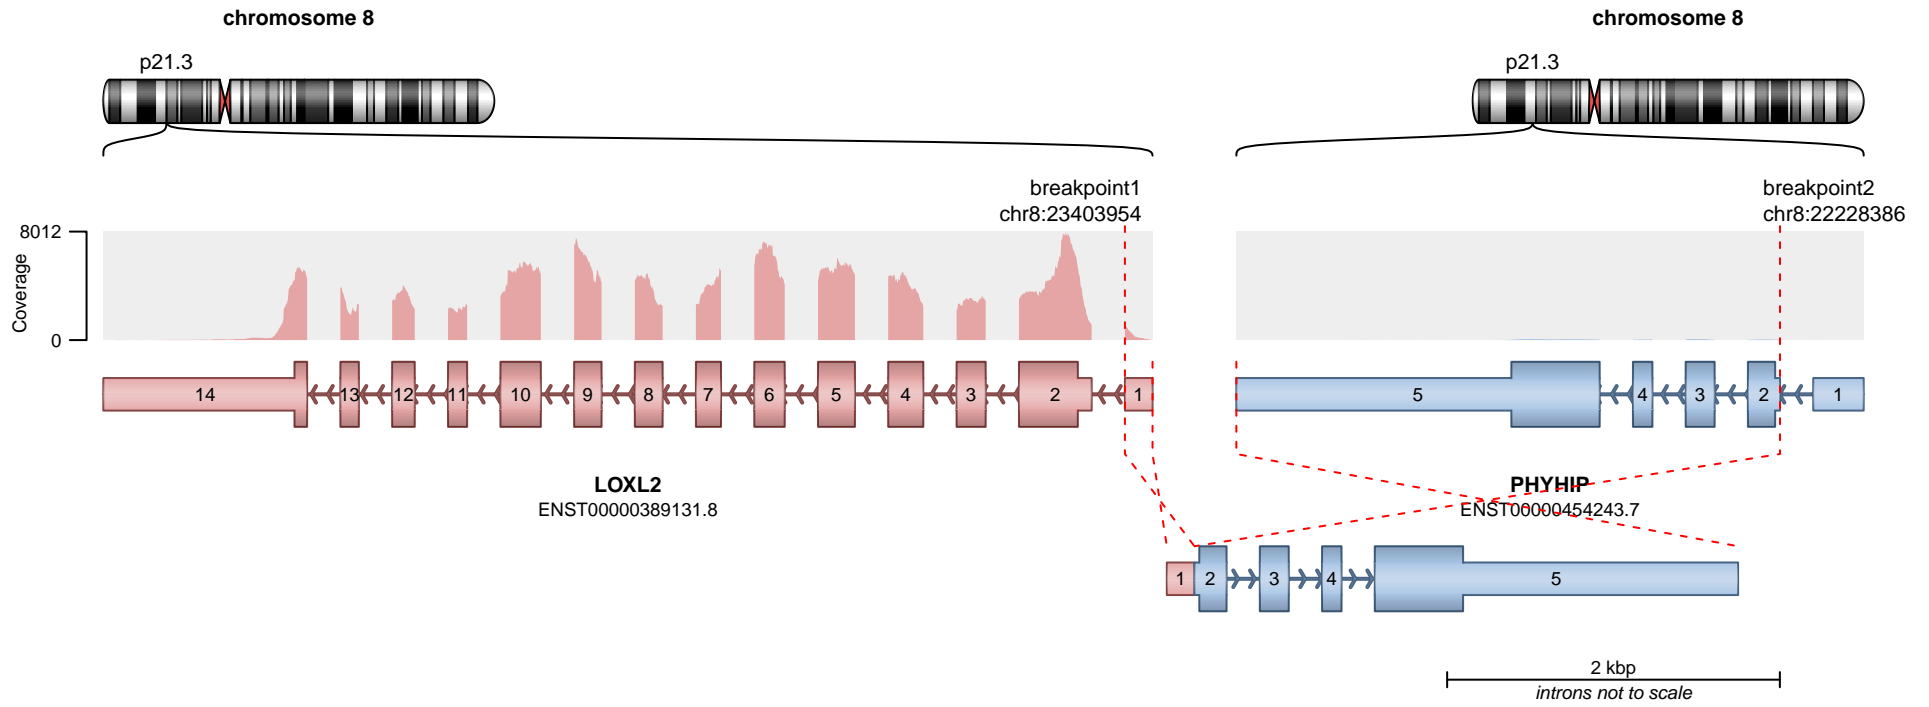 chromosome 8
chromosome 8
p21.3
p21.3
breakpoint1
chr8:23403954
breakpoint2
chr8:22228386
8012
Coverage
0
14 13 12 11 10 9 8 7 6 5 4 3 2 1
5 4 3 2 1
LOXL2
ENST00000389131.8
PHYHIP
ENST00000454243.7
1 2 3 4 5
2 kbp
introns not to scale